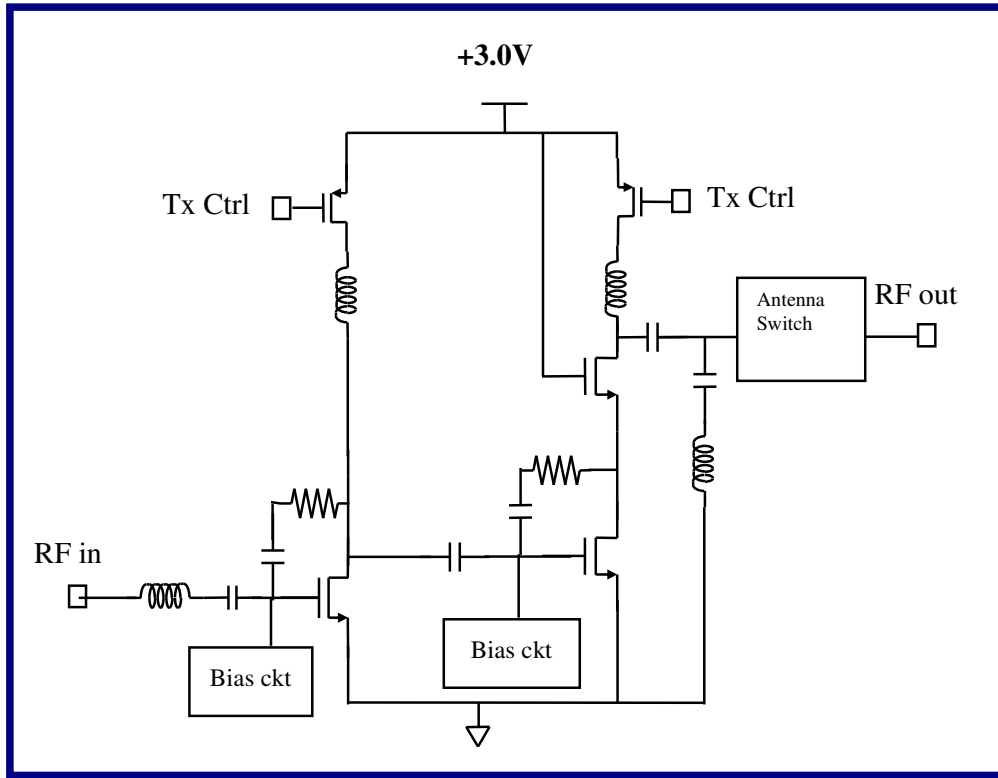 +3.0V
Tx Ctrl
Tx Ctrl
Antenna
Switch
RF out
RF in
Bias ckt
Bias ckt